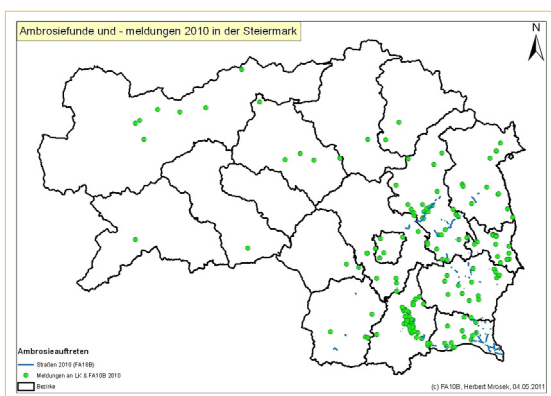 Ambrosiefunde und - meldungen 2010 in der Steiermark
N
Ambrosieauftreten
Straßen 2010 (FA10B)
Meldungen an LK & FA10B 2010
Bezirke
(c) FA10B, Herbert Mrosek, 04.05.2011